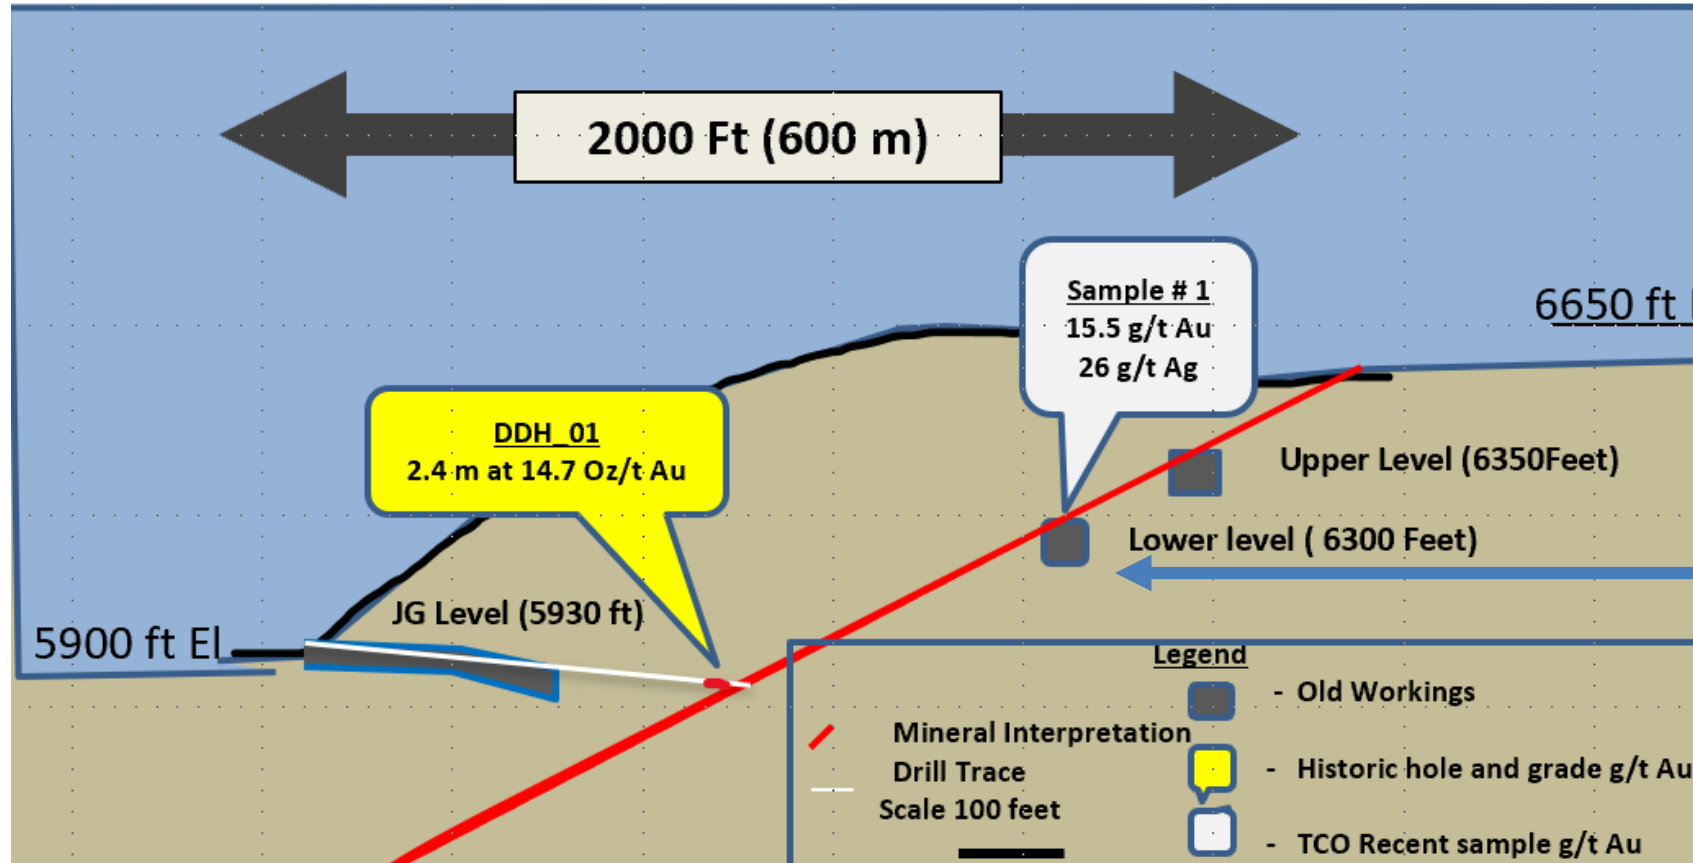 2000 Ft (600 m)
Sample # 1
15.5 g/t Au
26 g/t Ag
6650 ft
DDH_01
2.4 m at 14.7 Oz/t Au
Upper Level (6350Feet)
Lower level ( 6300 Feet)
JG Level (5930 ft)
5900 ft El
Legend
- Old Workings
Mineral Interpretation
Drill Trace
- Historic hole and grade g/t Au
Scale 100 feet
- TCO Recent sample g/t Au